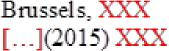 Brussels, XXX
[…](2015) XXX